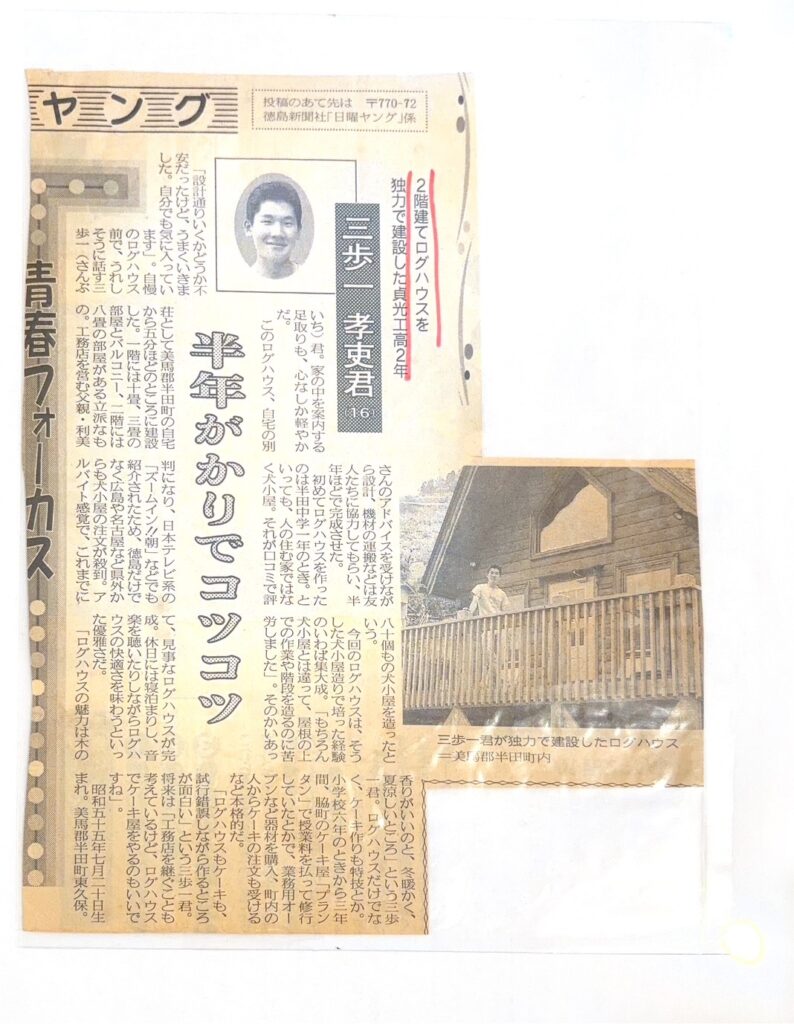 ヤング
投稿のあて先は 〒770-72
徳島新聞社「日曜ヤング」係
青春フォーカス
2階建てログハウスを
独力で建設した貞光工高2年
三歩一 孝吏君(16)
半年がかりでコツコツ
「設計通りいくかどうか不
安だったけど、うまくいきま
した。自分でも気に入ってい
ます」。自慢
のログハウス
前で、うれし
そうに話す三
歩一(さんぶ
いち)君。家の中を案内する
足取りも、心なしか軽やか
だ。
このログハウス、自宅の別
荘として美馬郡半田町の自宅
から五分ほどのところに建設
した。一階には十畳、三畳の
部屋とバルコニー、二階には
八畳の部屋がある立派なも
の。工務店を営む父親・利美
さんのアドバイスを受けなが
ら設計、機材の運搬などは友
人たちに協力してもらい、半
年ほどで完成させた。
初めてログハウスを作った
のは半田中学一年のとき。と
いっても、人の住む家ではな
く犬小屋。それが口コミで評
判になり、日本テレビ系の
「ズームイン!!朝」などでも
紹介されたため、徳島だけで
なく広島や名古屋など県外か
らも犬小屋の注文が殺到。ア
ルバイト感覚で、これまでに
八十個もの犬小屋を造ったと
いう。
今回のログハウスは、そう
した犬小屋造りで培った経験
のいわば集大成。「もちろん
犬小屋とは違って、屋根の上
での作業や階段を造るのに苦
労しました」。そのかいあっ
て、見事なログハウスが完
成。休日には寝泊まりし、音
楽を聴いたりしながらログハ
ウスの快適さを味わうといっ
た優雅さだ。
「ログハウスの魅力は木の
香りがいいのと、冬暖かく、
夏涼しいところ」という三歩
一君。ログハウスだけでな
く、ケーキ作りも特技とか。
小学校六年のときから三年
間、脇町のケーキ屋「プラン
タン」で授業料を払って修行
していたとかで、業務用オー
ブンなど器材を購入、町内の
人からケーキの注文も受ける
など本格的だ。
「ログハウスもケーキも、
試行錯誤しながら作るところ
が面白い」という三歩一君。
将来は「工務店を継ぐことも
考えているけど、ログハウス
でケーキ屋をやるのもいいで
すね」。
昭和五十五年七月二十日生
まれ。美馬郡半田町東久保。
三歩一君が独力で建設したログハウス
＝美馬郡半田町内